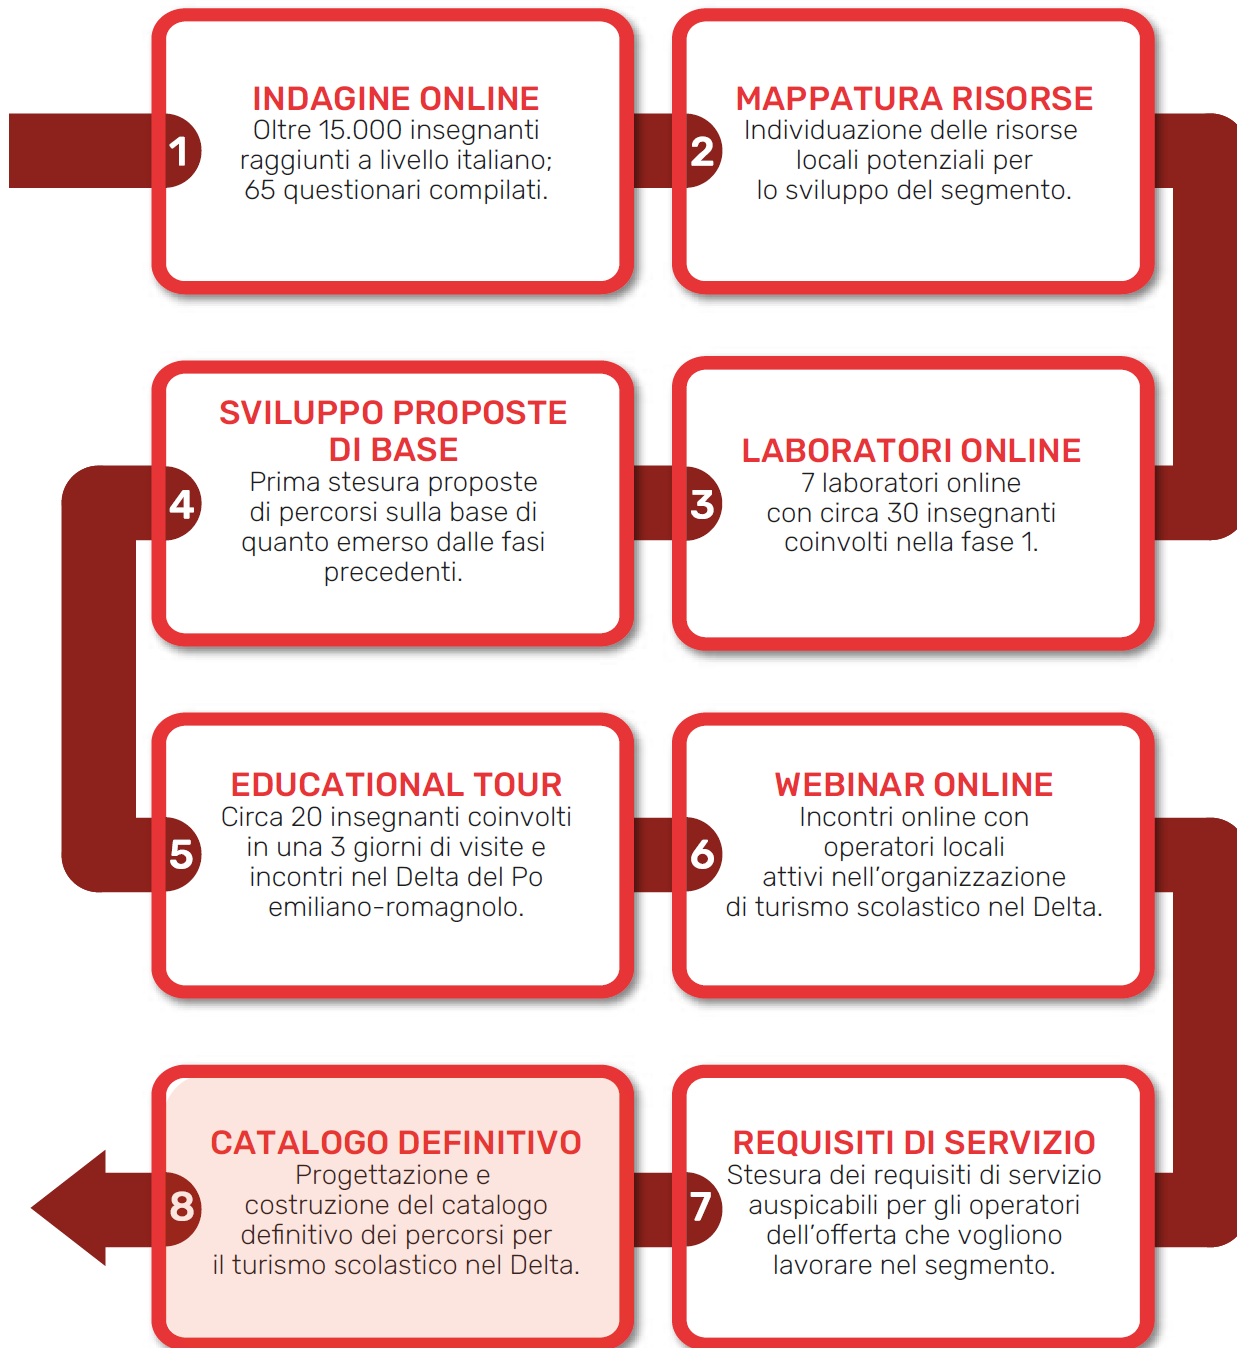 1
INDAGINE ONLINE
Oltre 15.000 insegnanti
raggiunti a livello italiano;
65 questionari compilati.
2
MAPPATURA RISORSE
Individuazione delle risorse
locali potenziali per
lo sviluppo del segmento.
3
LABORATORI ONLINE
7 laboratori online
con circa 30 insegnanti
coinvolti nella fase 1.
4
SVILUPPO PROPOSTE
DI BASE
Prima stesura proposte
di percorsi sulla base di
quanto emerso dalle fasi
precedenti.
5
EDUCATIONAL TOUR
Circa 20 insegnanti coinvolti
in una 3 giorni di visite e
incontri nel Delta del Po
emiliano-romagnolo.
6
WEBINAR ONLINE
Incontri online con
operatori locali
attivi nell’organizzazione
di turismo scolastico nel Delta.
7
REQUISITI DI SERVIZIO
Stesura dei requisiti di servizio
auspicabili per gli operatori
dell’offerta che vogliono
lavorare nel segmento.
8
CATALOGO DEFINITIVO
Progettazione e
costruzione del catalogo
definitivo dei percorsi per
il turismo scolastico nel Delta.